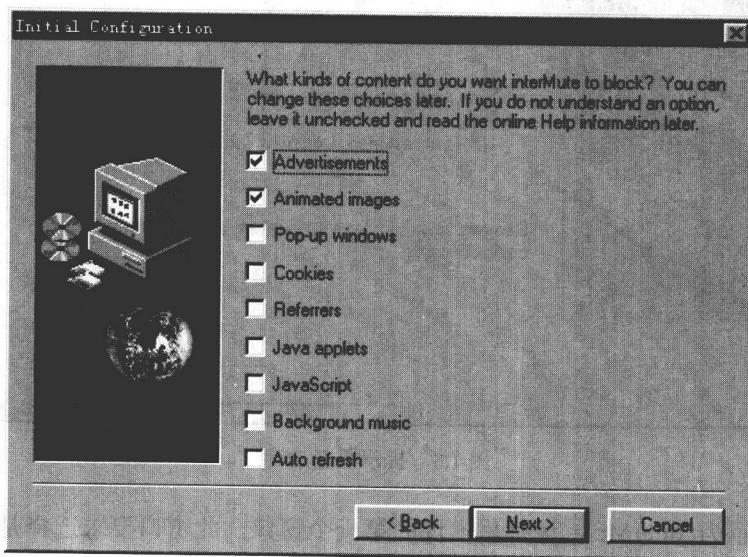 Initial Configuration
What kinds of content do you want interMute to block? You can
change these choices later. If you do not understand an option,
leave it unchecked and read the online Help information later.
Advertisements
Animated images
Pop-up windows
Cookies
Referrers
Java applets
JavaScript
Background music
Auto refresh
< Back
Next >
Cancel